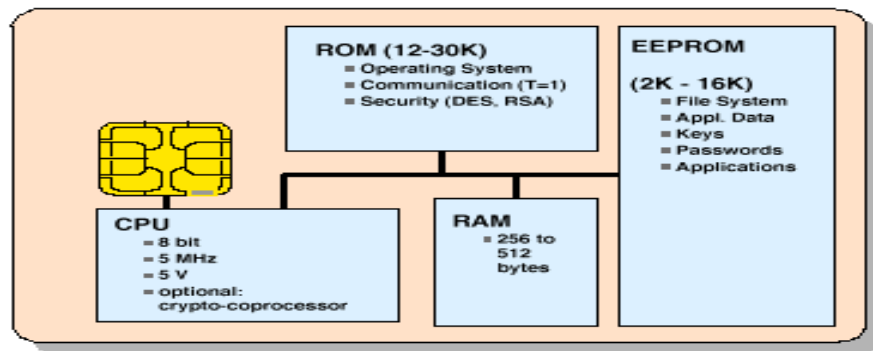 ROM (12-30K)
Operating System
Communication (T=1)
Security (DES, RSA)
EEPROM
(2K - 16K)
File System
Appl. Data
Keys
Passwords
Applications
CPU
8 bit
5 MHz
5 V
optional:
crypto-coprocessor
RAM
256 to
512
bytes